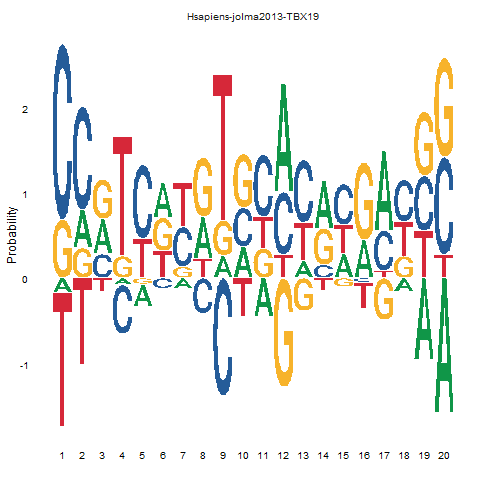 Hsapiens-jolma2013-TBX19
Probability
2
1
0
-1
C C G T C A T G T G C A C A C G A C G G
G A A G T G C A G C T C T G T A C T C C
A G C A G T G T A A G T A C A C T G T T
T T T C A C A C C T A G G T G T G A A A
1 2 3 4 5 6 7 8 9 10 11 12 13 14 15 16 17 18 19 20